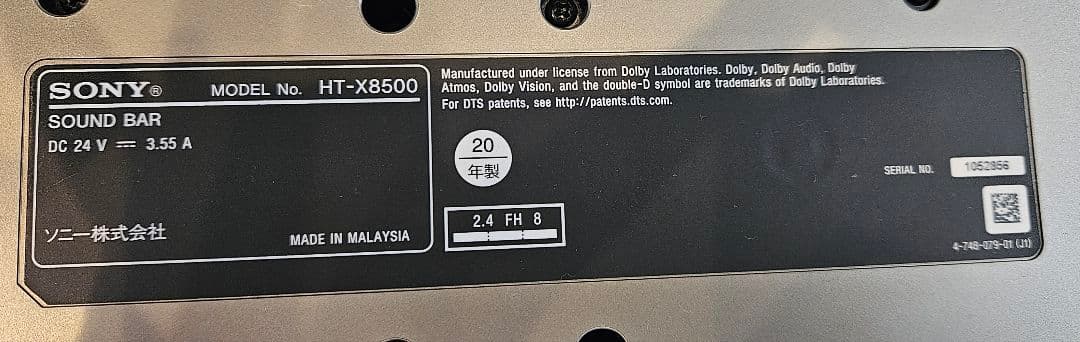 SONY® MODEL No. HT-X8500
SOUND BAR
DC 24 V ⎓ 3.55 A
ソニー株式会社 MADE IN MALAYSIA
Manufactured under license from Dolby Laboratories. Dolby, Dolby Audio, Dolby
Atmos, Dolby Vision, and the double-D symbol are trademarks of Dolby Laboratories.
For DTS patents, see http://patents.dts.com.
20
年製
2.4 FH 8
SERIAL NO. 1052856
4-748-079-01 (J1)